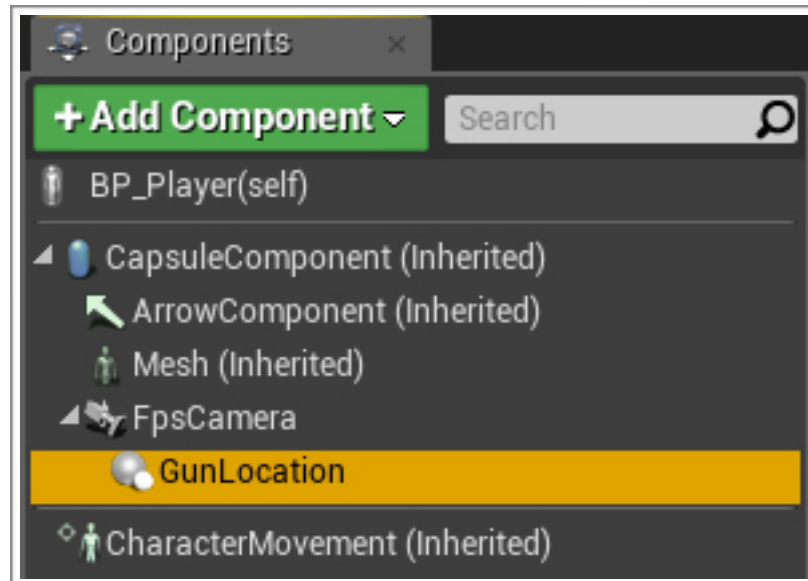 Components
+ Add Component
Search
BP_Player(self)
CapsuleComponent (Inherited)
ArrowComponent (Inherited)
Mesh (Inherited)
FpsCamera
GunLocation
CharacterMovement (Inherited)